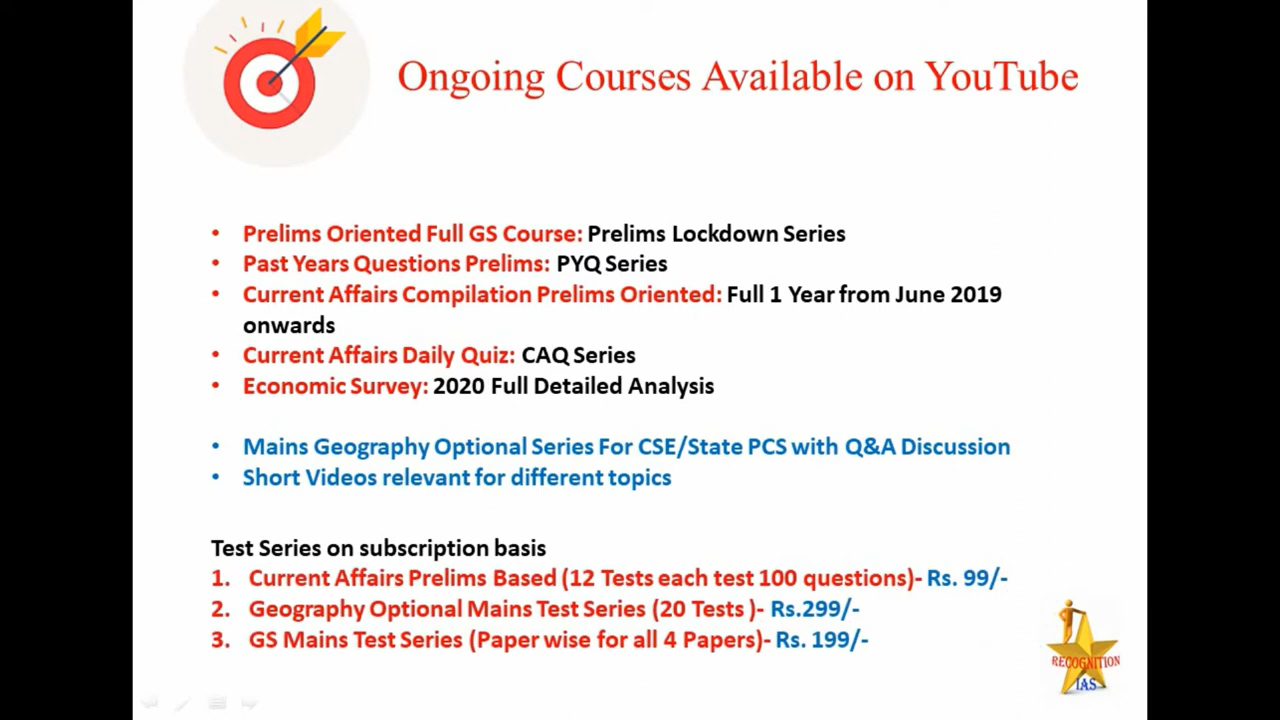 Ongoing Courses Available on YouTube
• Prelims Oriented Full GS Course: Prelims Lockdown Series
• Past Years Questions Prelims: PYQ Series
• Current Affairs Compilation Prelims Oriented: Full 1 Year from June 2019
onwards
• Current Affairs Daily Quiz: CAQ Series
• Economic Survey: 2020 Full Detailed Analysis
• Mains Geography Optional Series For CSE/State PCS with Q&A Discussion
• Short Videos relevant for different topics
Test Series on subscription basis
1. Current Affairs Prelims Based (12 Tests each test 100 questions)- Rs. 99/-
2. Geography Optional Mains Test Series (20 Tests )- Rs.299/-
3. GS Mains Test Series (Paper wise for all 4 Papers)- Rs. 199/-
RECOGNITION
IAS